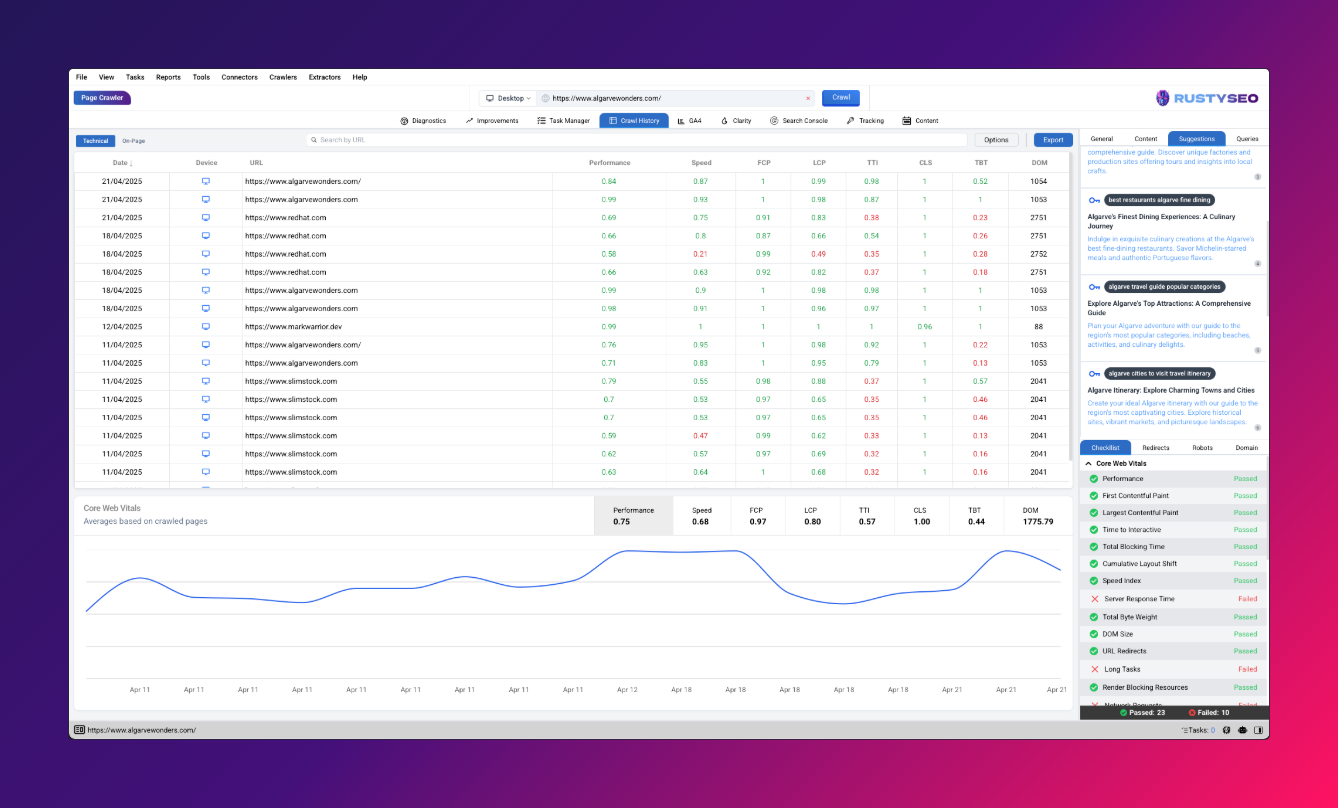 File View Tasks Reports Tools Connectors Crawlers Extractors Help
Page Crawler Desktop https://www.algarvewonders.com/ × Crawl RUSTYSEO
Diagnostics Improvements Task Manager Crawl History GA4 Clarity Search Console Tracking Content
Technical On-Page Search by URL Options Export
Date ↓ Device URL Performance Speed FCP LCP TTI CLS TBT DOM
21/04/2025 https://www.algarvewonders.com/ 0.84 0.87 1 0.99 0.98 1 0.52 1054
21/04/2025 https://www.algarvewonders.com 0.99 0.93 1 0.98 0.87 1 1 1053
21/04/2025 https://www.redhat.com 0.69 0.75 0.91 0.83 0.38 1 0.23 2751
18/04/2025 https://www.redhat.com 0.66 0.8 0.87 0.66 0.54 1 0.26 2751
18/04/2025 https://www.redhat.com 0.58 0.21 0.99 0.49 0.35 1 0.28 2752
18/04/2025 https://www.redhat.com 0.66 0.63 0.92 0.82 0.37 1 0.18 2751
18/04/2025 https://www.algarvewonders.com 0.99 0.9 1 0.98 0.98 1 1 1053
18/04/2025 https://www.algarvewonders.com 0.98 0.91 1 0.96 0.97 1 1 1053
12/04/2025 https://www.markwarrior.dev 0.99 1 1 1 1 0.96 1 88
11/04/2025 https://www.algarvewonders.com/ 0.76 0.95 1 0.98 0.92 1 0.22 1053
11/04/2025 https://www.algarvewonders.com 0.71 0.83 1 0.95 0.79 1 0.13 1053
11/04/2025 https://www.slimstock.com 0.79 0.55 0.98 0.88 0.37 1 0.57 2041
11/04/2025 https://www.slimstock.com 0.7 0.53 0.97 0.65 0.35 1 0.46 2041
11/04/2025 https://www.slimstock.com 0.7 0.53 0.97 0.65 0.35 1 0.46 2041
11/04/2025 https://www.slimstock.com 0.59 0.47 0.99 0.62 0.33 1 0.13 2041
11/04/2025 https://www.slimstock.com 0.62 0.57 0.97 0.69 0.32 1 0.16 2041
11/04/2025 https://www.slimstock.com 0.63 0.64 1 0.68 0.32 1 0.16 2041
Core Web Vitals
Averages based on crawled pages
Performance Speed FCP LCP TTI CLS TBT DOM
0.75 0.68 0.97 0.80 0.57 1.00 0.44 1775.79
Apr 11 Apr 11 Apr 11 Apr 11 Apr 11 Apr 11 Apr 11 Apr 11 Apr 11 Apr 12 Apr 18 Apr 18 Apr 18 Apr 18 Apr 18 Apr 21 Apr 21 Apr 21
General Content Suggestions Queries
comprehensive guide. Discover unique factories and
production sites offering tours and insights into local
crafts.
best restaurants algarve fine dining
Algarve's Finest Dining Experiences: A Culinary
Journey
Indulge in exquisite culinary creations at the Algarve's
best fine-dining restaurants. Savor Michelin-starred
meals and authentic Portuguese flavors.
algarve travel guide popular categories
Explore Algarve's Top Attractions: A Comprehensive
Guide
Plan your Algarve adventure with our guide to the
region's most popular categories, including beaches,
activities, and culinary delights.
algarve cities to visit travel itinerary
Algarve Itinerary: Explore Charming Towns and Cities
Create your ideal Algarve itinerary with our guide to the
region's most captivating cities. Explore historical
sites, vibrant markets, and picturesque landscapes.
Checklist Redirects Robots Domain
Core Web Vitals
Performance Passed
First Contentful Paint Passed
Largest Contentful Paint Passed
Time to Interactive Passed
Total Blocking Time Passed
Cumulative Layout Shift Passed
Speed Index Passed
Server Response Time Failed
Total Byte Weight Passed
DOM Size Passed
URL Redirects Passed
Long Tasks Failed
Render Blocking Resources Passed
Network Requests Failed
Passed: 23 Failed: 10
https://www.algarvewonders.com/ Tasks: 0